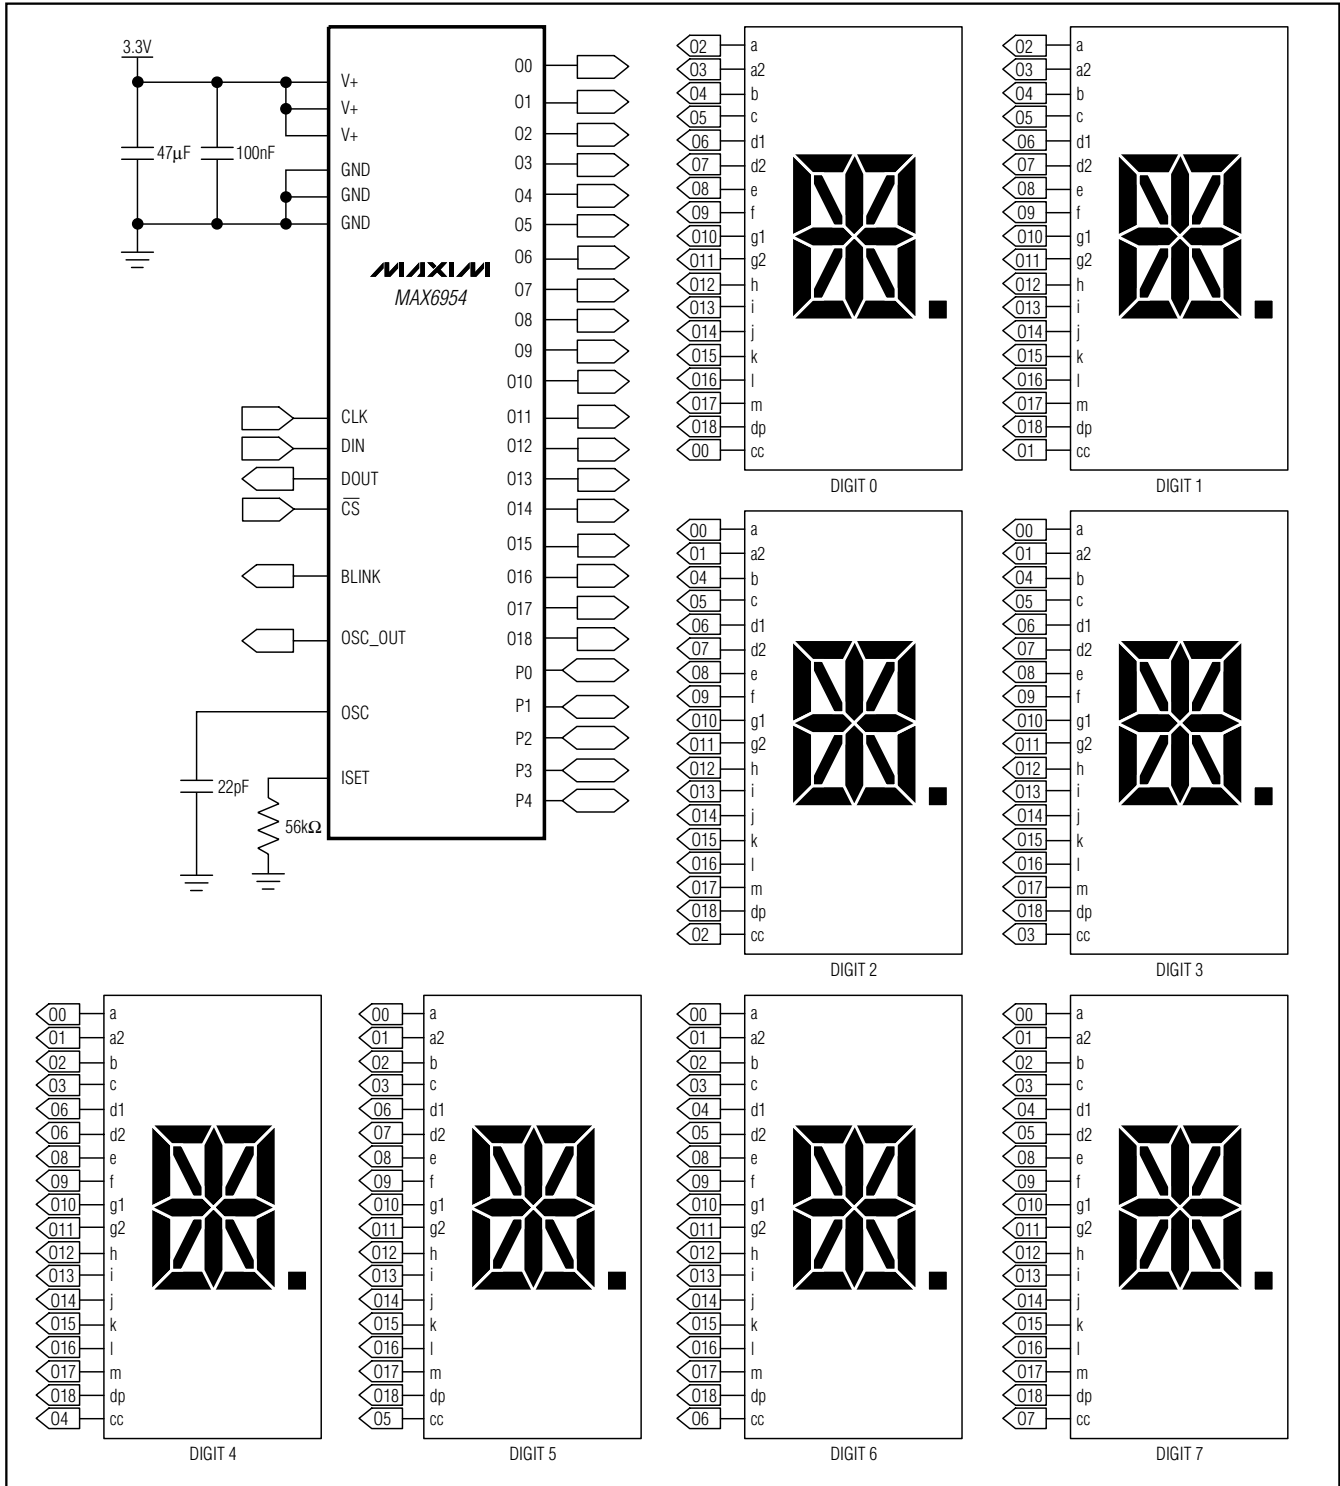 3.3V
47µF
100nF
V+
V+
V+
GND
GND
GND
MAXIM
MAX6954
CLK
DIN
DOUT
CS
BLINK
OSC_OUT
OSC
ISET
22pF
56kΩ
O0
O1
O2
O3
O4
O5
O6
O7
O8
O9
O10
O11
O12
O13
O14
O15
O16
O17
O18
P0
P1
P2
P3
P4
O2 a
O3 a2
O4 b
O5 c
O6 d1
O7 d2
O8 e
O9 f
O10 g1
O11 g2
O12 h
O13 i
O14 j
O15 k
O16 l
O17 m
O18 dp
O0 cc
DIGIT 0
O2 a
O3 a2
O4 b
O5 c
O6 d1
O7 d2
O8 e
O9 f
O10 g1
O11 g2
O12 h
O13 i
O14 j
O15 k
O16 l
O17 m
O18 dp
O1 cc
DIGIT 1
O0 a
O1 a2
O4 b
O5 c
O6 d1
O7 d2
O8 e
O9 f
O10 g1
O11 g2
O12 h
O13 i
O14 j
O15 k
O16 l
O17 m
O18 dp
O2 cc
DIGIT 2
O0 a
O1 a2
O4 b
O5 c
O6 d1
O7 d2
O8 e
O9 f
O10 g1
O11 g2
O12 h
O13 i
O14 j
O15 k
O16 l
O17 m
O18 dp
O3 cc
DIGIT 3
O0 a
O1 a2
O2 b
O3 c
O6 d1
O6 d2
O8 e
O9 f
O10 g1
O11 g2
O12 h
O13 i
O14 j
O15 k
O16 l
O17 m
O18 dp
O4 cc
DIGIT 4
O0 a
O1 a2
O2 b
O3 c
O6 d1
O7 d2
O8 e
O9 f
O10 g1
O11 g2
O12 h
O13 i
O14 j
O15 k
O16 l
O17 m
O18 dp
O5 cc
DIGIT 5
O0 a
O1 a2
O2 b
O3 c
O4 d1
O5 d2
O8 e
O9 f
O10 g1
O11 g2
O12 h
O13 i
O14 j
O15 k
O16 l
O17 m
O18 dp
O6 cc
DIGIT 6
O0 a
O1 a2
O2 b
O3 c
O4 d1
O5 d2
O8 e
O9 f
O10 g1
O11 g2
O12 h
O13 i
O14 j
O15 k
O16 l
O17 m
O18 dp
O7 cc
DIGIT 7